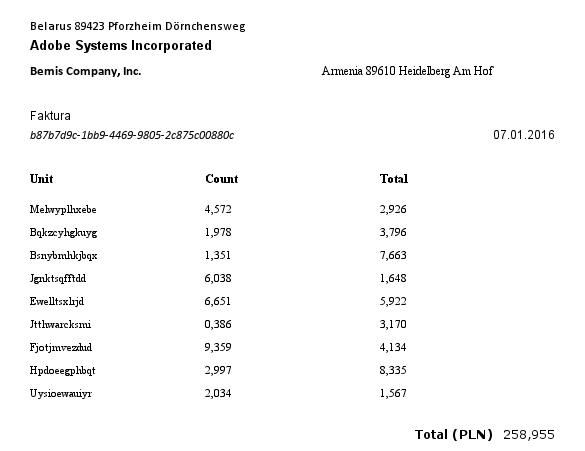 Belarus 89423 Pforzheim Dörnchensweg
Adobe Systems Incorporated
Bemis Company, Inc. Armenia 89610 Heidelberg Am Hof
Faktura
b87b7d9c-1bb9-4469-9805-2c875c00880c 07.01.2016
Unit Count Total
Melwyplhxebe 4,572 2,926
Bqkzcyhgkuyg 1,978 3,796
Bsnybmhkjbqx 1,351 7,663
Jgnktsqfftdd 6,038 1,648
Ewelltsxlrjd 6,651 5,922
Jtthwarcksmi 0,386 3,170
Fjotjmvezdud 9,359 4,134
Hpdoeegphbqt 2,997 8,335
Uysioewauiyr 2,034 1,567
Total (PLN) 258,955